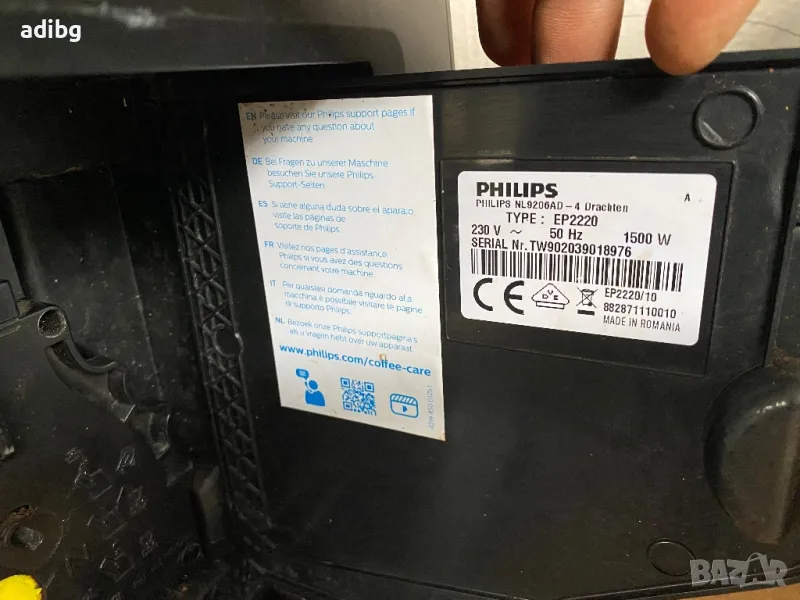 adibg
EN Please visit our Philips support pages if
you have any question about
your machine.
DE Bei Fragen zu unserer Maschine
besuchen Sie unsere Philips
Support-Seiten.
ES Si tiene alguna duda sobre el aparato,
visite las páginas de
soporte de Philips.
FR Visitez nos pages d'assistance
Philips si vous avez des questions
concernant votre machine.
IT Per qualsiasi domanda riguardo alla
macchina è possibile visitare le pagine
di supporto Philips.
NL Bezoek onze Philips supportpagina's
als u vragen hebt over uw apparaat.
www.philips.com/coffee-care
PHILIPS
A
PHILIPS NL9206AD-4 Drachten
TYPE: EP2220
230 V ~ 50 Hz 1500 W
SERIAL Nr. TW902039018976
CE
VDE
EP2220/10
882871110010
MADE IN ROMANIA
BAZAR